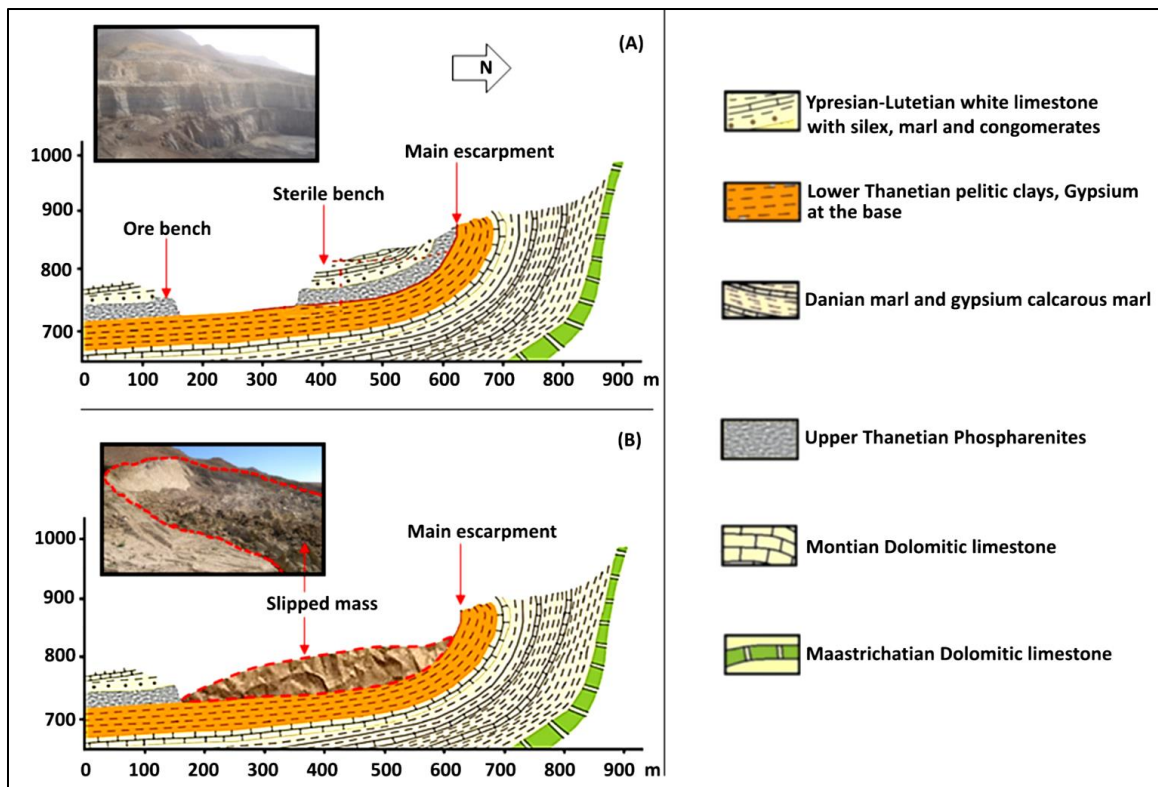 (A)
N
Main escarpment
Sterile bench
Ore bench
1000
900
800
700
0 100 200 300 400 500 600 700 800 900 m
(B)
Main escarpment
Slipped mass
1000
900
800
700
0 100 200 300 400 500 600 700 800 900 m
Ypresian-Lutetian white limestone
with silex, marl and congomerates
Lower Thanetian pelitic clays, Gypsium
at the base
Danian marl and gypsium calcarous marl
Upper Thanetian Phospharenites
Montian Dolomitic limestone
Maastrichatian Dolomitic limestone